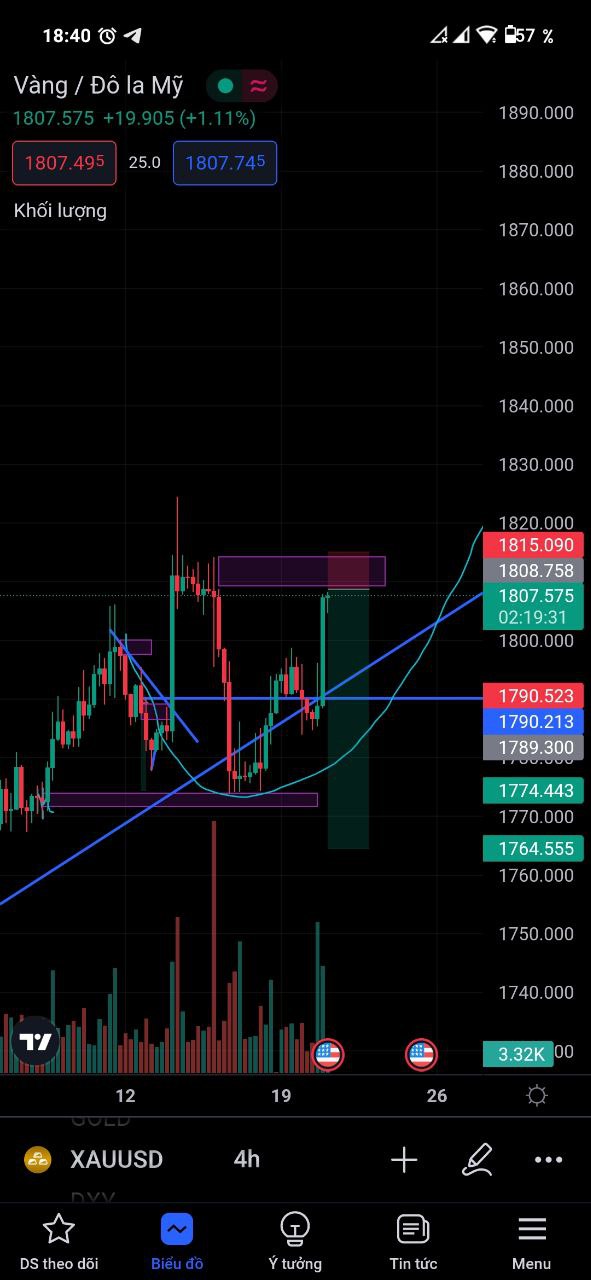 18:40
57 %
Vàng / Đô la Mỹ
1807.575 +19.905 (+1.11%)
1807.495 25.0 1807.745
Khối lượng
1890.000
1880.000
1870.000
1860.000
1850.000
1840.000
1830.000
1820.000
1815.090
1808.758
1807.575
02:19:31
1800.000
1790.523
1790.213
1789.300
1774.443
1770.000
1764.555
1760.000
1750.000
1740.000
3.32K
12 19 26
GOLD
XAUUSD 4h
DXY
DS theo dõi
Biểu đồ
Ý tưởng
Tin tức
Menu